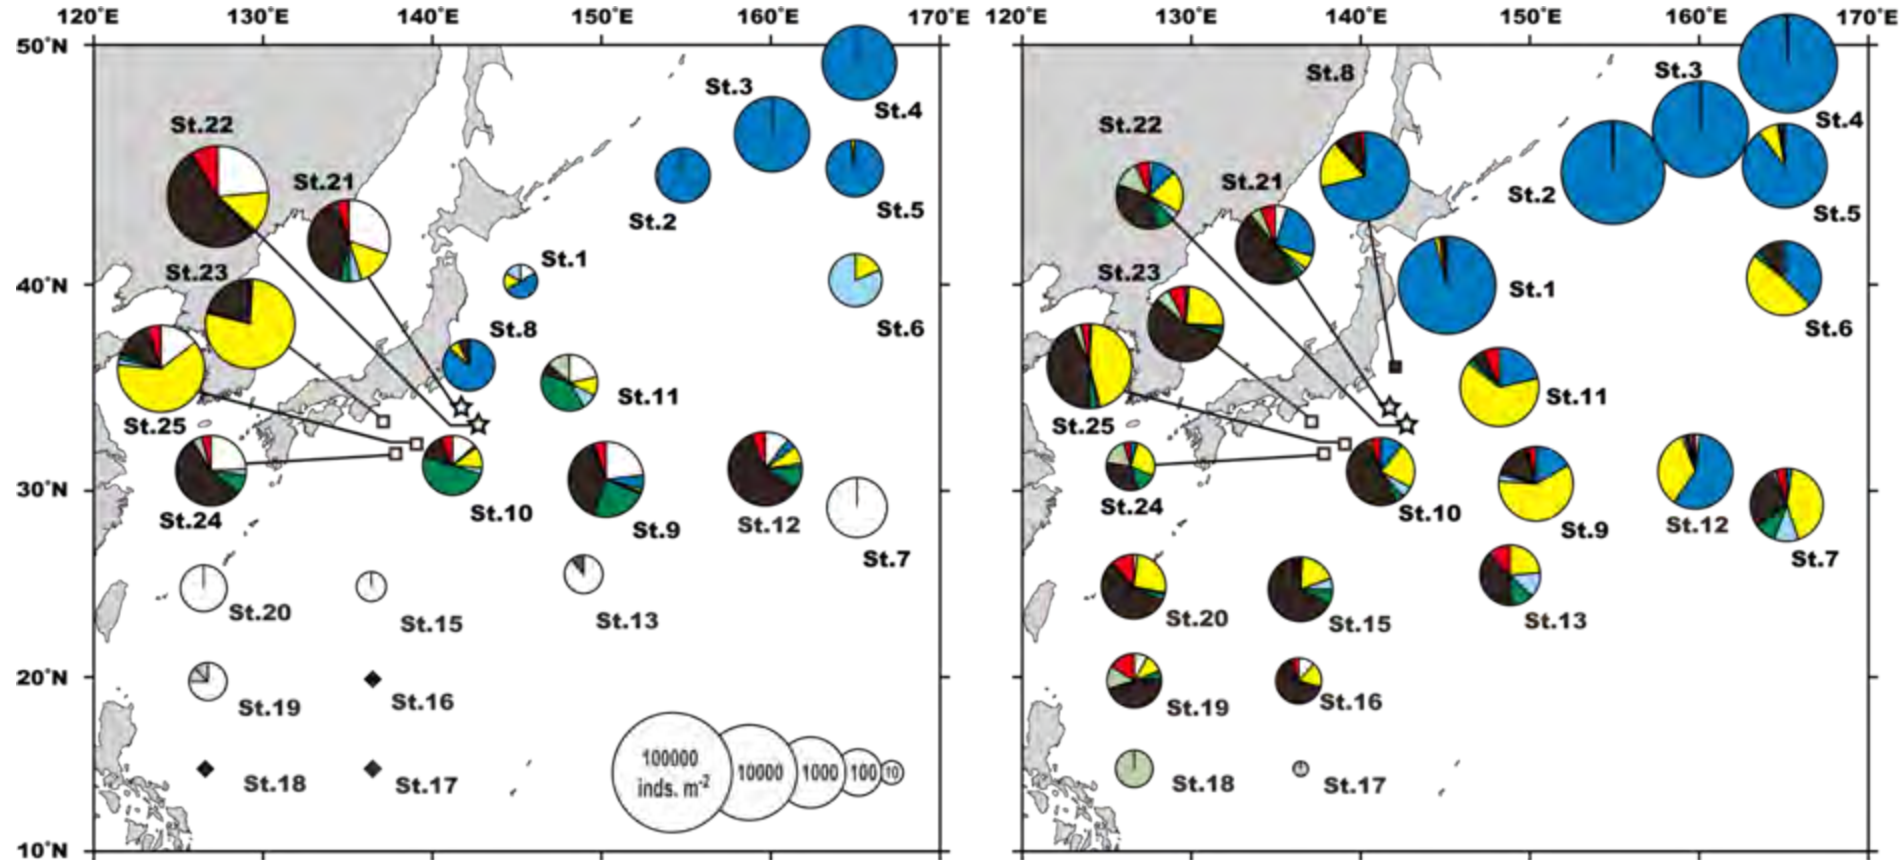 120°E 130°E 140°E 150°E 160°E 170°E 120°E 130°E 140°E 150°E 160°E 170°E
50°N
St.3
St.4
St.22
St.21
St.2
St.5
St.23
St.1
40°N
St.6
St.8
St.25
St.11
St.24
30°N
St.10
St.9
St.12
St.7
St.20
St.15
St.13
20°N
St.19
St.16
St.18
St.17
100000
inds. m-2
10000
1000
100
10
10°N
St.8
St.3
St.4
St.22
St.21
St.2
St.5
St.23
St.1
St.6
St.25
St.11
St.24
St.10
St.9
St.12
St.7
St.20
St.15
St.13
St.19
St.16
St.18
St.17